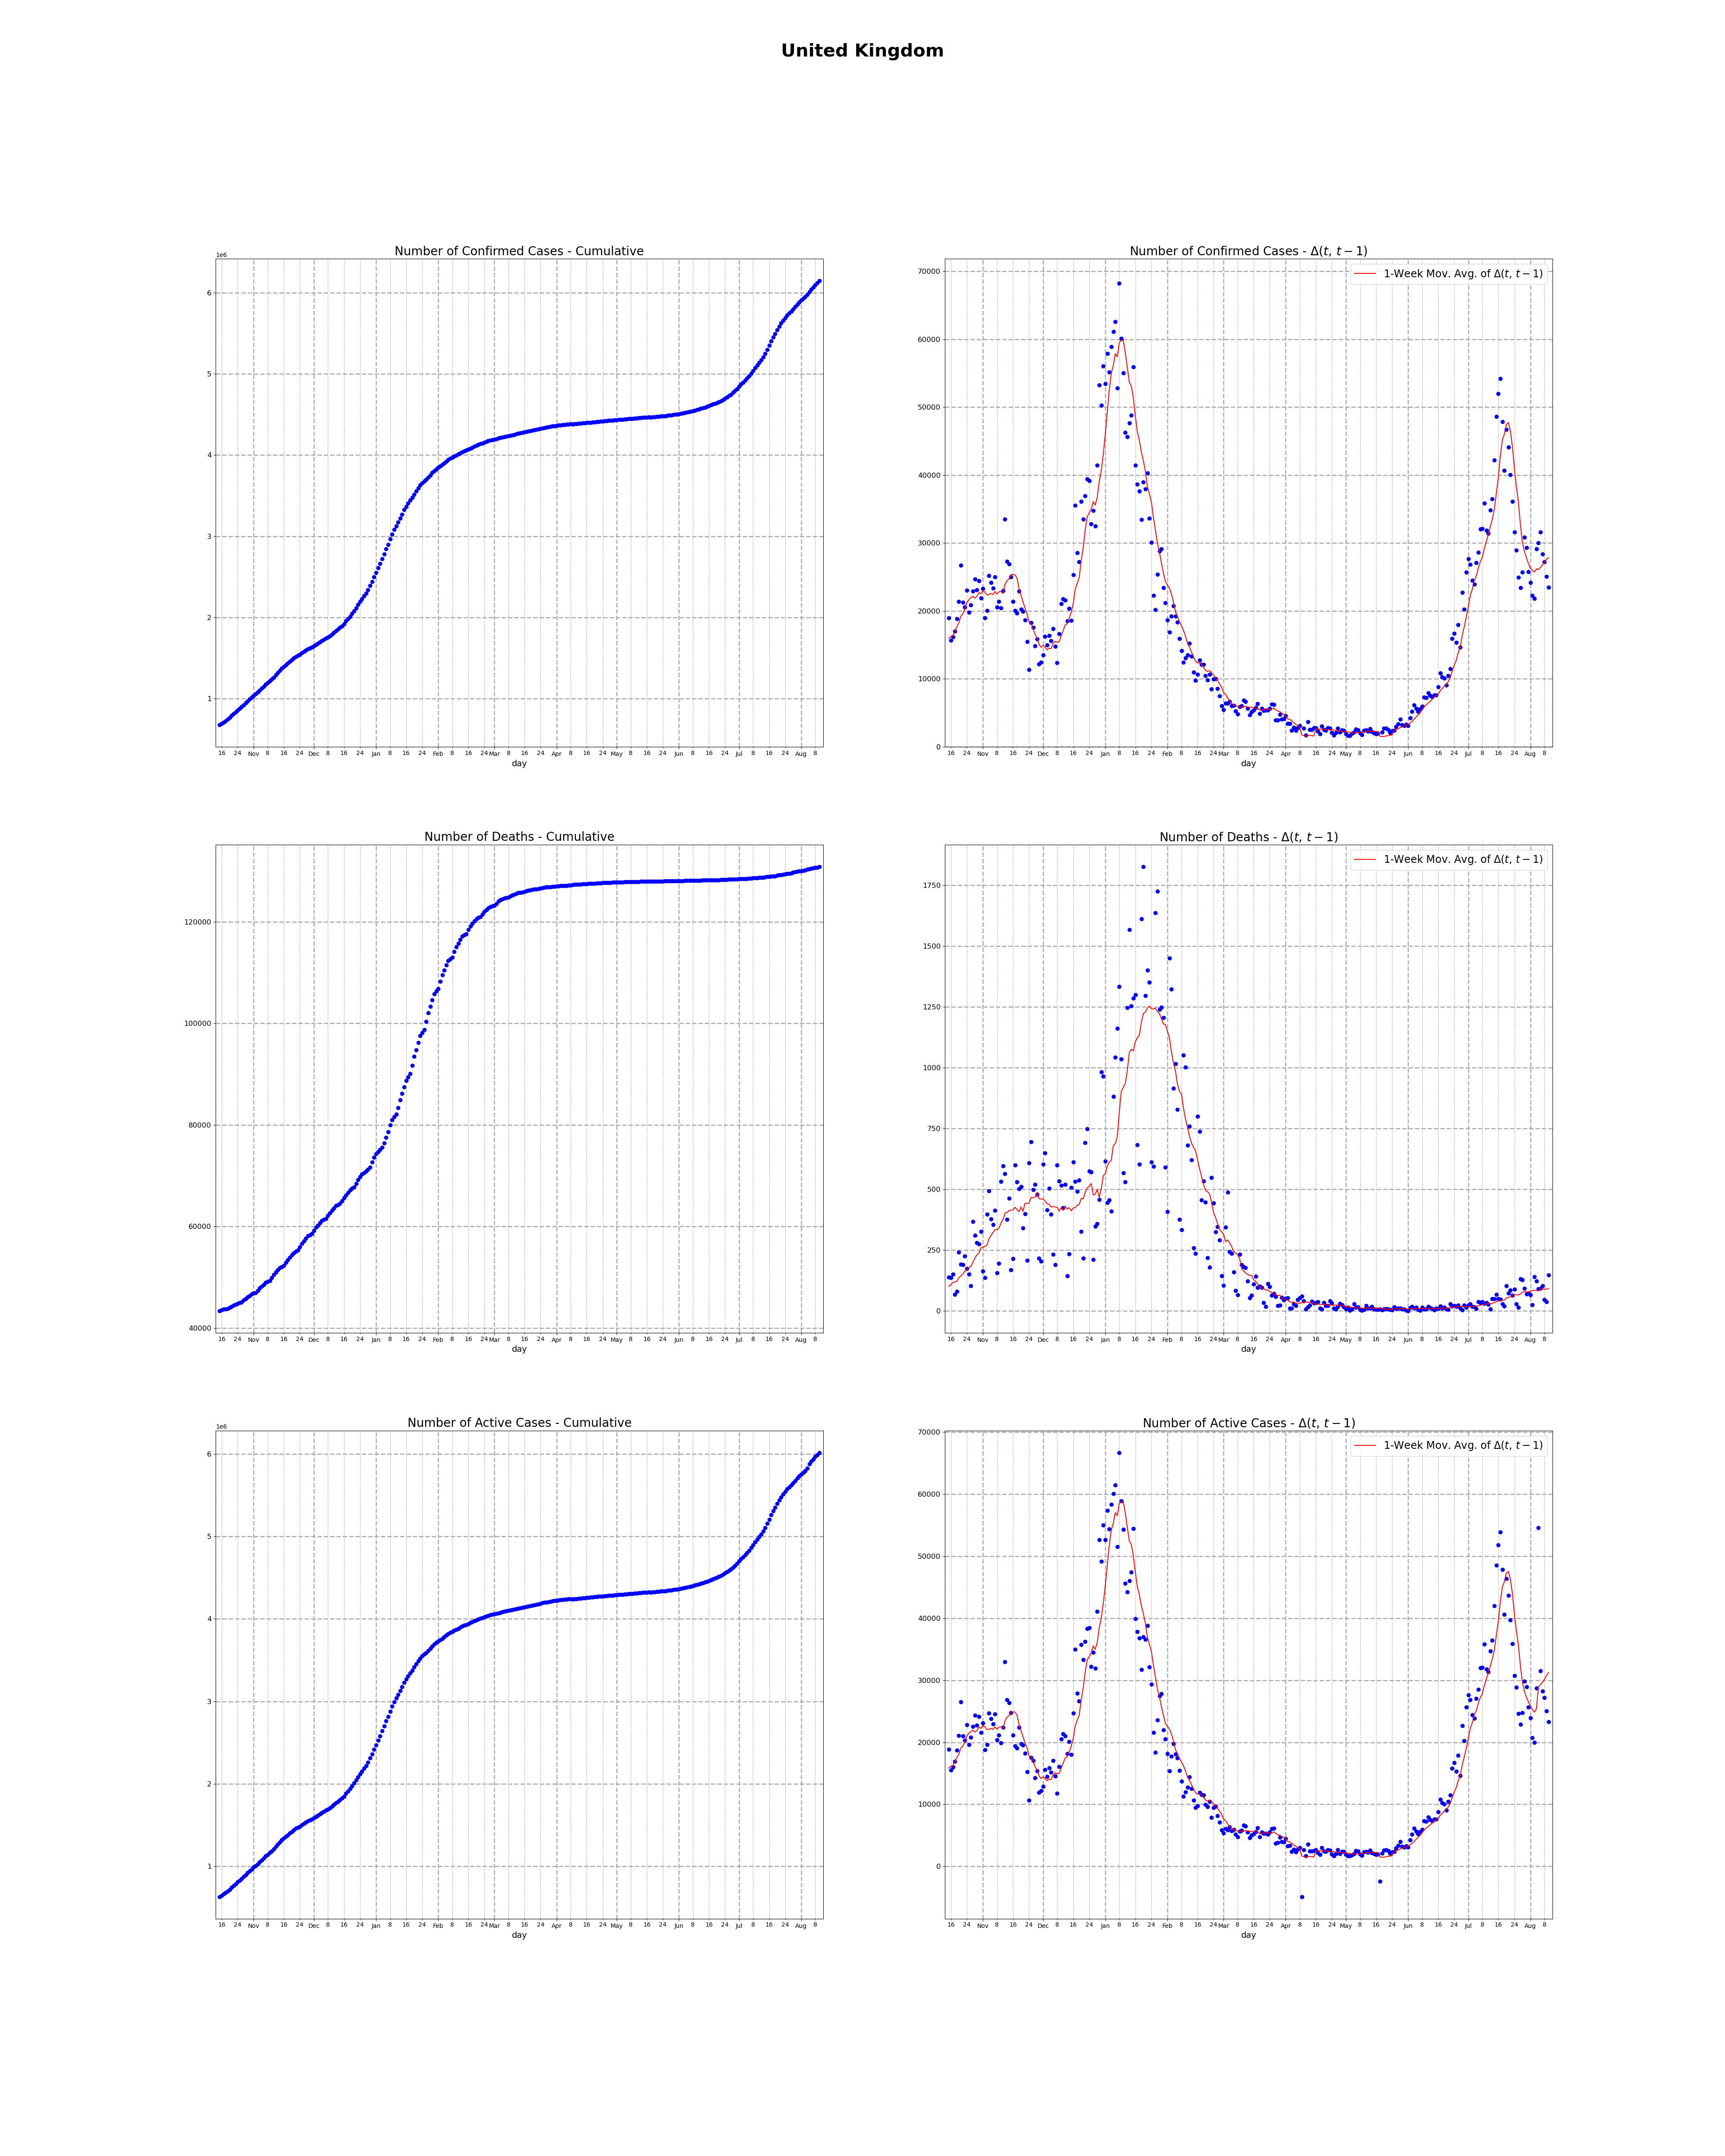 United Kingdom
Number of Confirmed Cases - Cumulative
1e6
6
5
4
3
2
1
16 24 Nov 8 16 24 Dec 8 16 24 Jan 8 16 24 Feb 8 16 24 Mar 8 16 24 Apr 8 16 24 May 8 16 24 Jun 8 16 24 Jul 8 16 24 Aug 8
day
Number of Confirmed Cases - Δ(t, t − 1)
1-Week Mov. Avg. of Δ(t, t − 1)
70000
60000
50000
40000
30000
20000
10000
0
16 24 Nov 8 16 24 Dec 8 16 24 Jan 8 16 24 Feb 8 16 24 Mar 8 16 24 Apr 8 16 24 May 8 16 24 Jun 8 16 24 Jul 8 16 24 Aug 8
day
Number of Deaths - Cumulative
120000
100000
80000
60000
40000
16 24 Nov 8 16 24 Dec 8 16 24 Jan 8 16 24 Feb 8 16 24 Mar 8 16 24 Apr 8 16 24 May 8 16 24 Jun 8 16 24 Jul 8 16 24 Aug 8
day
Number of Deaths - Δ(t, t − 1)
1-Week Mov. Avg. of Δ(t, t − 1)
1750
1500
1250
1000
750
500
250
0
16 24 Nov 8 16 24 Dec 8 16 24 Jan 8 16 24 Feb 8 16 24 Mar 8 16 24 Apr 8 16 24 May 8 16 24 Jun 8 16 24 Jul 8 16 24 Aug 8
day
Number of Active Cases - Cumulative
1e6
6
5
4
3
2
1
16 24 Nov 8 16 24 Dec 8 16 24 Jan 8 16 24 Feb 8 16 24 Mar 8 16 24 Apr 8 16 24 May 8 16 24 Jun 8 16 24 Jul 8 16 24 Aug 8
day
Number of Active Cases - Δ(t, t − 1)
1-Week Mov. Avg. of Δ(t, t − 1)
70000
60000
50000
40000
30000
20000
10000
0
16 24 Nov 8 16 24 Dec 8 16 24 Jan 8 16 24 Feb 8 16 24 Mar 8 16 24 Apr 8 16 24 May 8 16 24 Jun 8 16 24 Jul 8 16 24 Aug 8
day